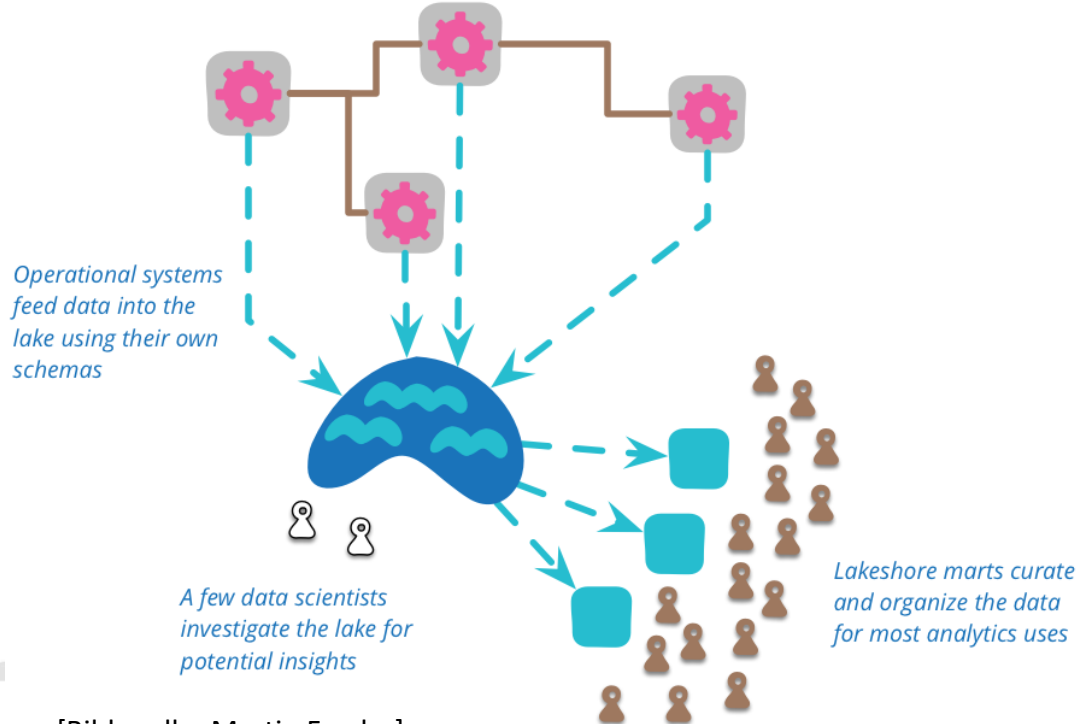 Operational systems
feed data into the
lake using their own
schemas
A few data scientists
investigate the lake for
potential insights
Lakeshore marts curate
and organize the data
for most analytics uses